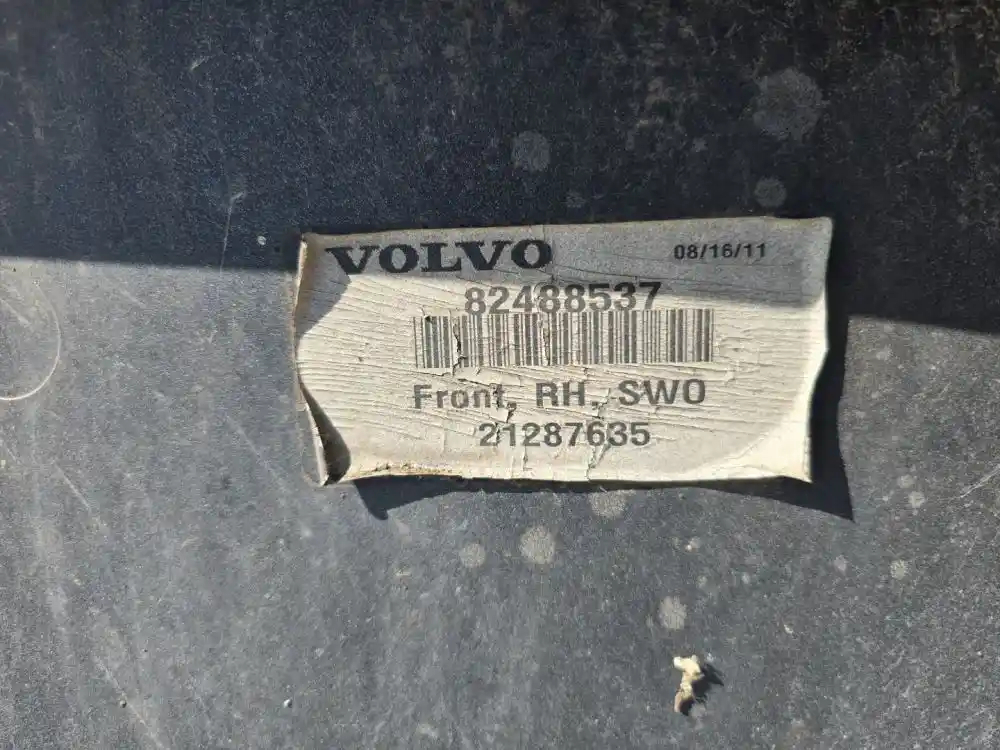 VOLVO 08/16/11
82488537
Front, RH, SWO
21287635